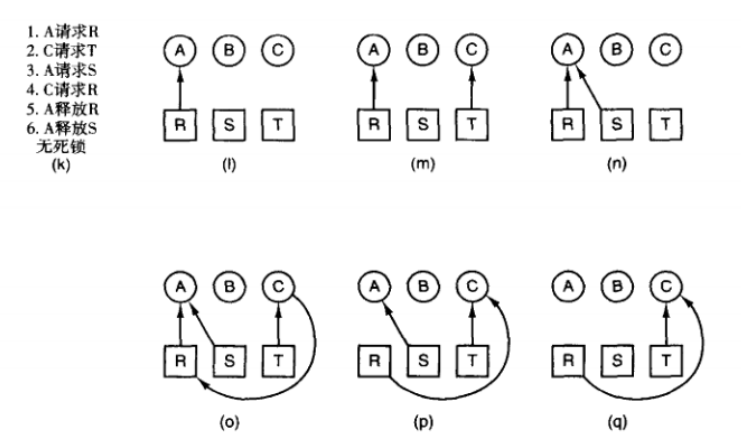 1. A请求R
2. C请求T
3. A请求S
4. C请求R
5. A释放R
6. A释放S
无死锁
(k)
A B C
R S T
(l)
A B C
R S T
(m)
A B C
R S T
(n)
A B C
R S T
(o)
A B C
R S T
(p)
A B C
R S T
(q)